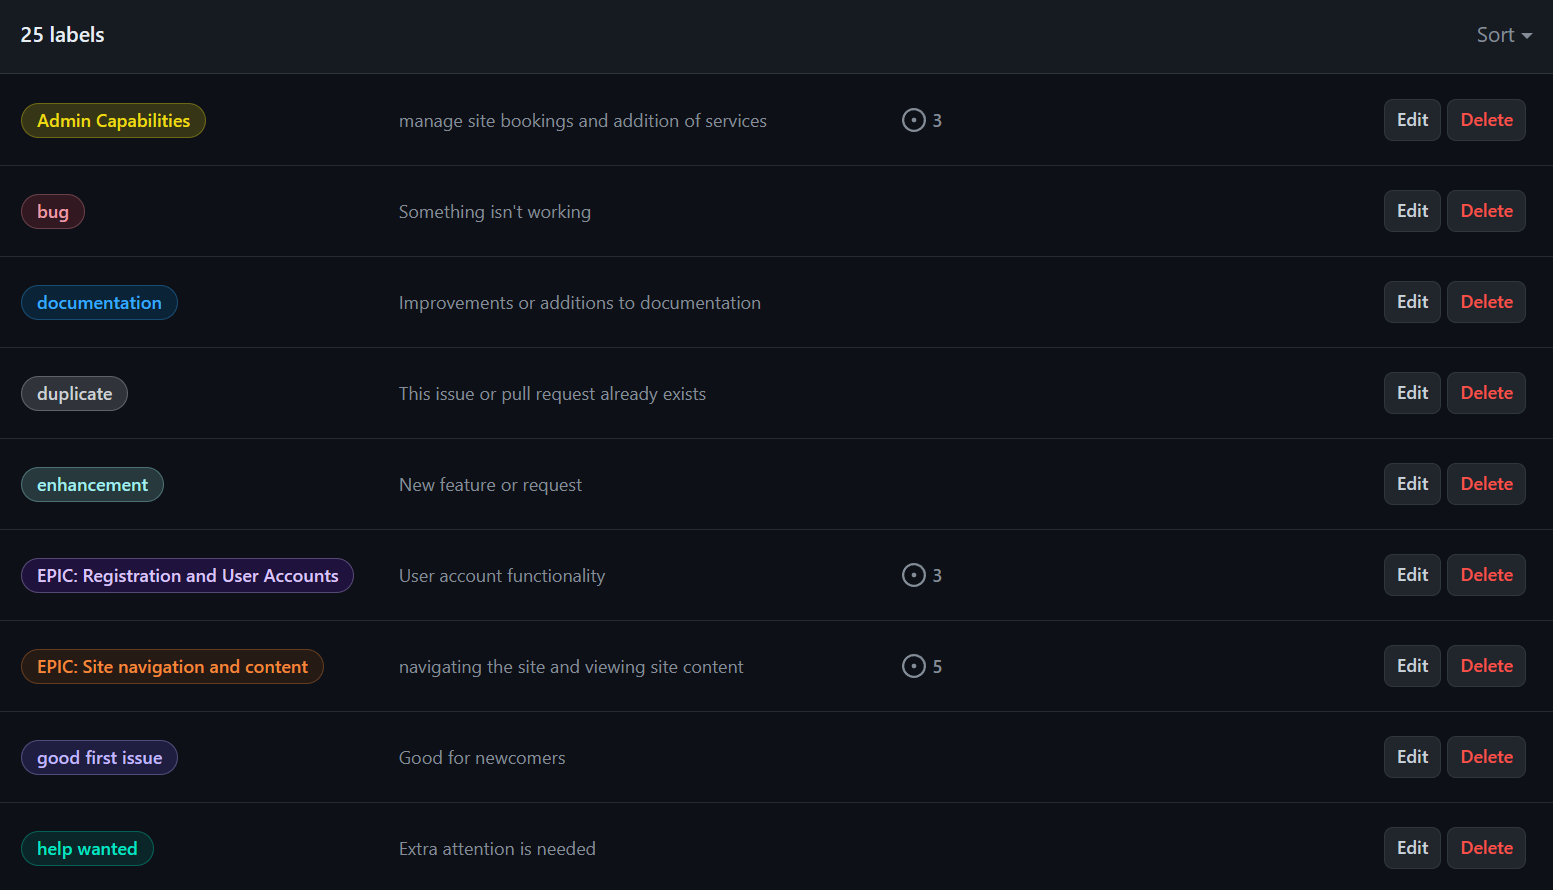 25 labels Sort
Admin Capabilities manage site bookings and addition of services 3 Edit Delete
bug Something isn't working Edit Delete
documentation Improvements or additions to documentation Edit Delete
duplicate This issue or pull request already exists Edit Delete
enhancement New feature or request Edit Delete
EPIC: Registration and User Accounts User account functionality 3 Edit Delete
EPIC: Site navigation and content navigating the site and viewing site content 5 Edit Delete
good first issue Good for newcomers Edit Delete
help wanted Extra attention is needed Edit Delete